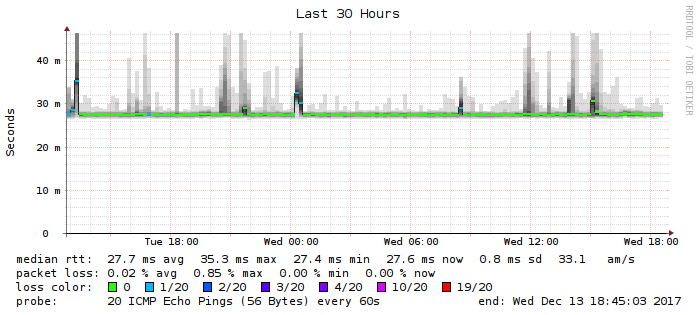 Last 30 Hours
RRDTOOL / TOBI OETIKER
Seconds
40 m
30 m
20 m
10 m
0
Tue 18:00 Wed 00:00 Wed 06:00 Wed 12:00 Wed 18:00
median rtt: 27.7 ms avg 35.3 ms max 27.4 ms min 27.6 ms now 0.8 ms sd 33.1 am/s
packet loss: 0.02 % avg 0.85 % max 0.00 % min 0.00 % now
loss color: 0 1/20 2/20 3/20 4/20 10/20 19/20
probe: 20 ICMP Echo Pings (56 Bytes) every 60s end: Wed Dec 13 18:45:03 2017